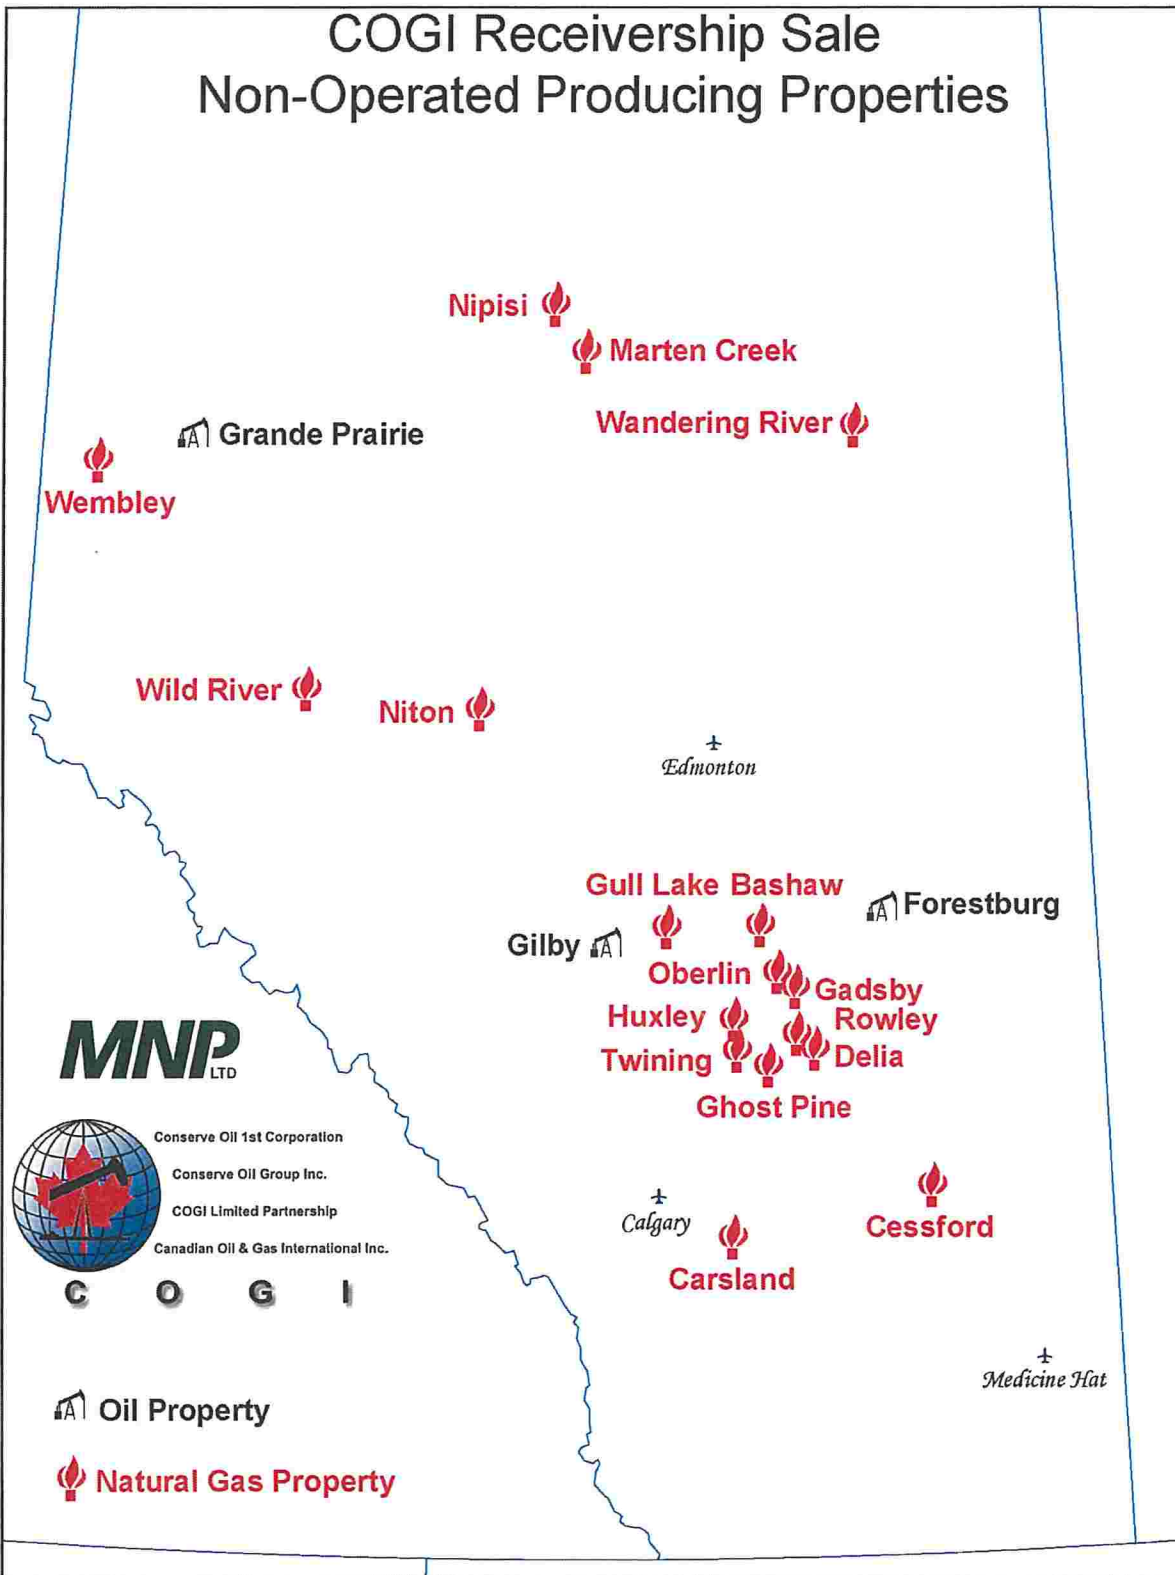 COGI Receivership Sale
Non-Operated Producing Properties
Nipisi
Marten Creek
Wandering River
Grande Prairie
Wembley
Wild River
Niton
Edmonton
Gull Lake Bashaw
Forestburg
Gilby
Oberlin
Gadsby
Huxley
Rowley
Twining
Delia
Ghost Pine
MNP
LTD
Conserve Oil 1st Corporation
Conserve Oil Group Inc.
COGI Limited Partnership
Canadian Oil & Gas International Inc.
C O G I
Calgary
Cessford
Carsland
Medicine Hat
Oil Property
Natural Gas Property